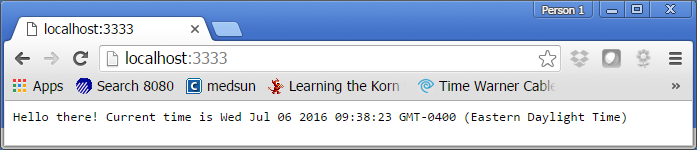 Person 1
localhost:3333
localhost:3333
Apps Search 8080 C medsun Learning the Korn Time Warner Cable »
Hello there! Current time is Wed Jul 06 2016 09:38:23 GMT-0400 (Eastern Daylight Time)